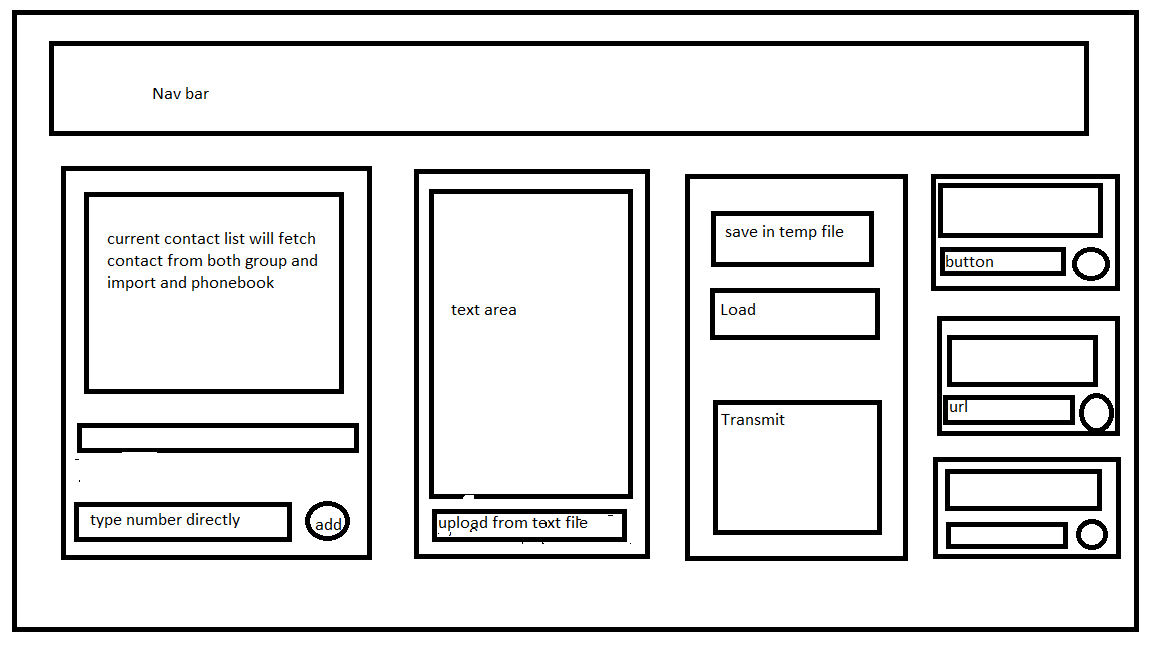 Nav bar
current contact list will fetch
contact from both group and
import and phonebook
type number directly
add
text area
upload from text file
save in temp file
Load
Transmit
button
url